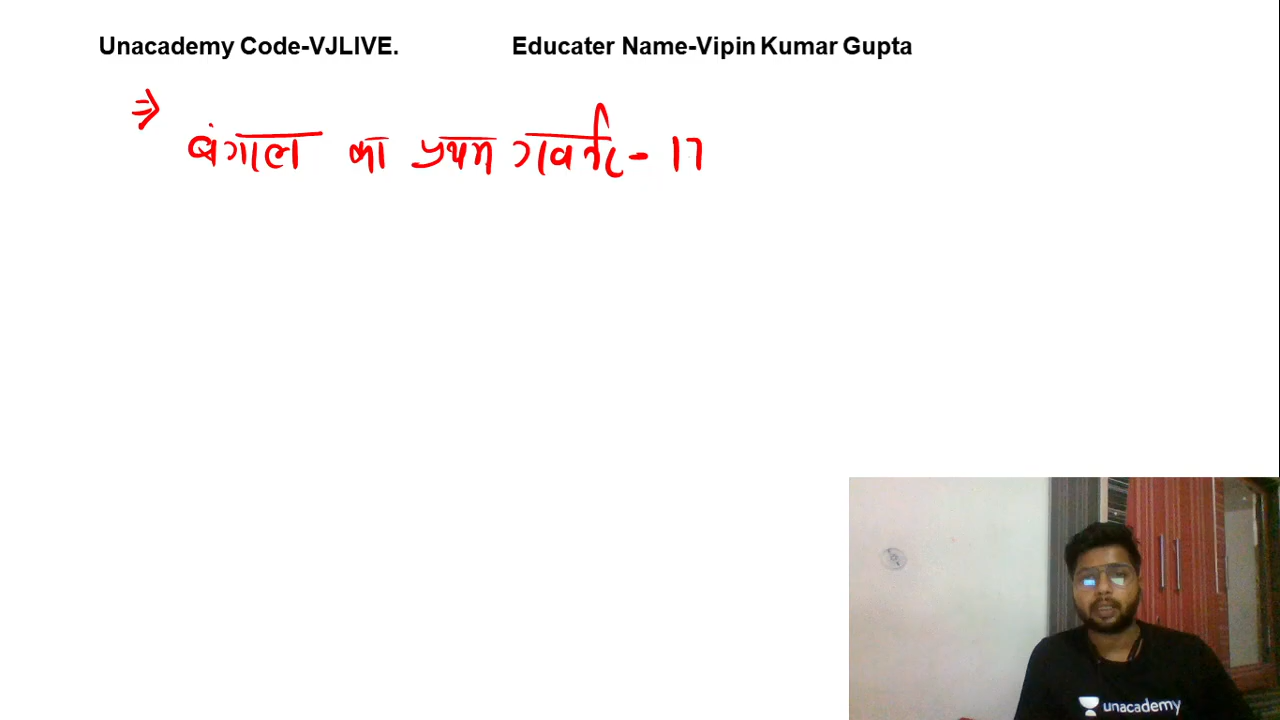 Unacademy Code-VJLIVE. Educater Name-Vipin Kumar Gupta
⇒ बंगाल का प्रथम गवर्नर - 17
unacademy